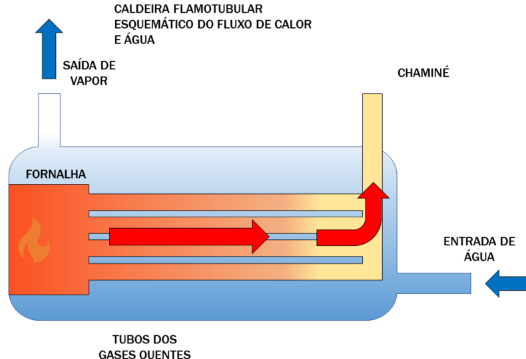 CALDEIRA FLAMOTUBULAR
ESQUEMÁTICO DO FLUXO DE CALOR
E ÁGUA
SAÍDA DE
VAPOR
CHAMINÉ
FORNALHA
ENTRADA DE
ÁGUA
TUBOS DOS
GASES QUENTES